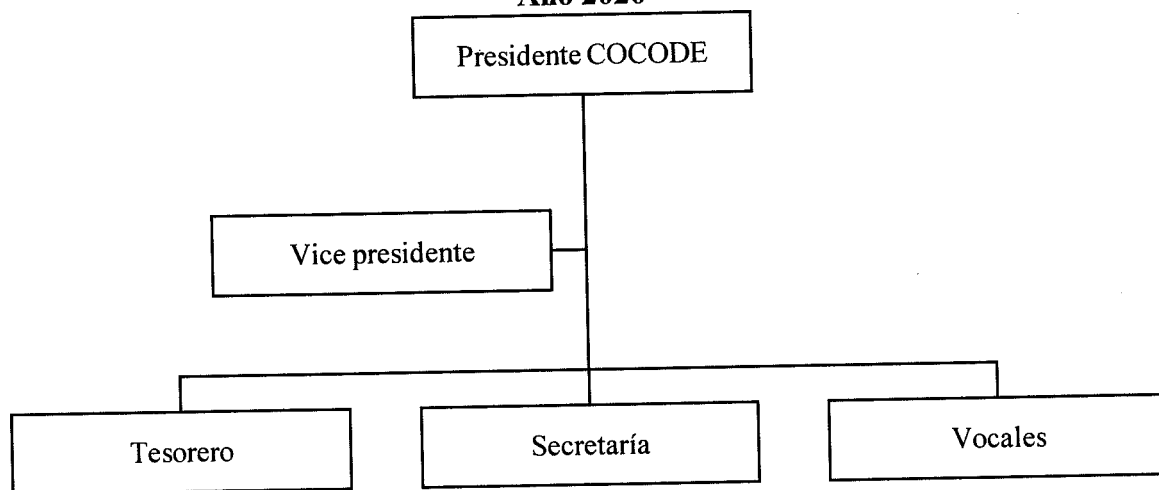 Presidente COCODE
Vice presidente
Tesorero
Secretaría
Vocales